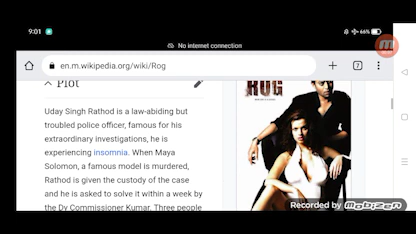 9:01
66%
No internet connection
en.m.wikipedia.org/wiki/Rog
7
Plot
ROG
Uday Singh Rathod is a law-abiding but
troubled police officer, famous for his
extraordinary investigations, he is
experiencing insomnia. When Maya
Solomon, a famous model is murdered,
Rathod is given the custody of the case
and he is asked to solve it within a week
by the Dy Commissioner Kumar. Three people
Recorded by mobizen